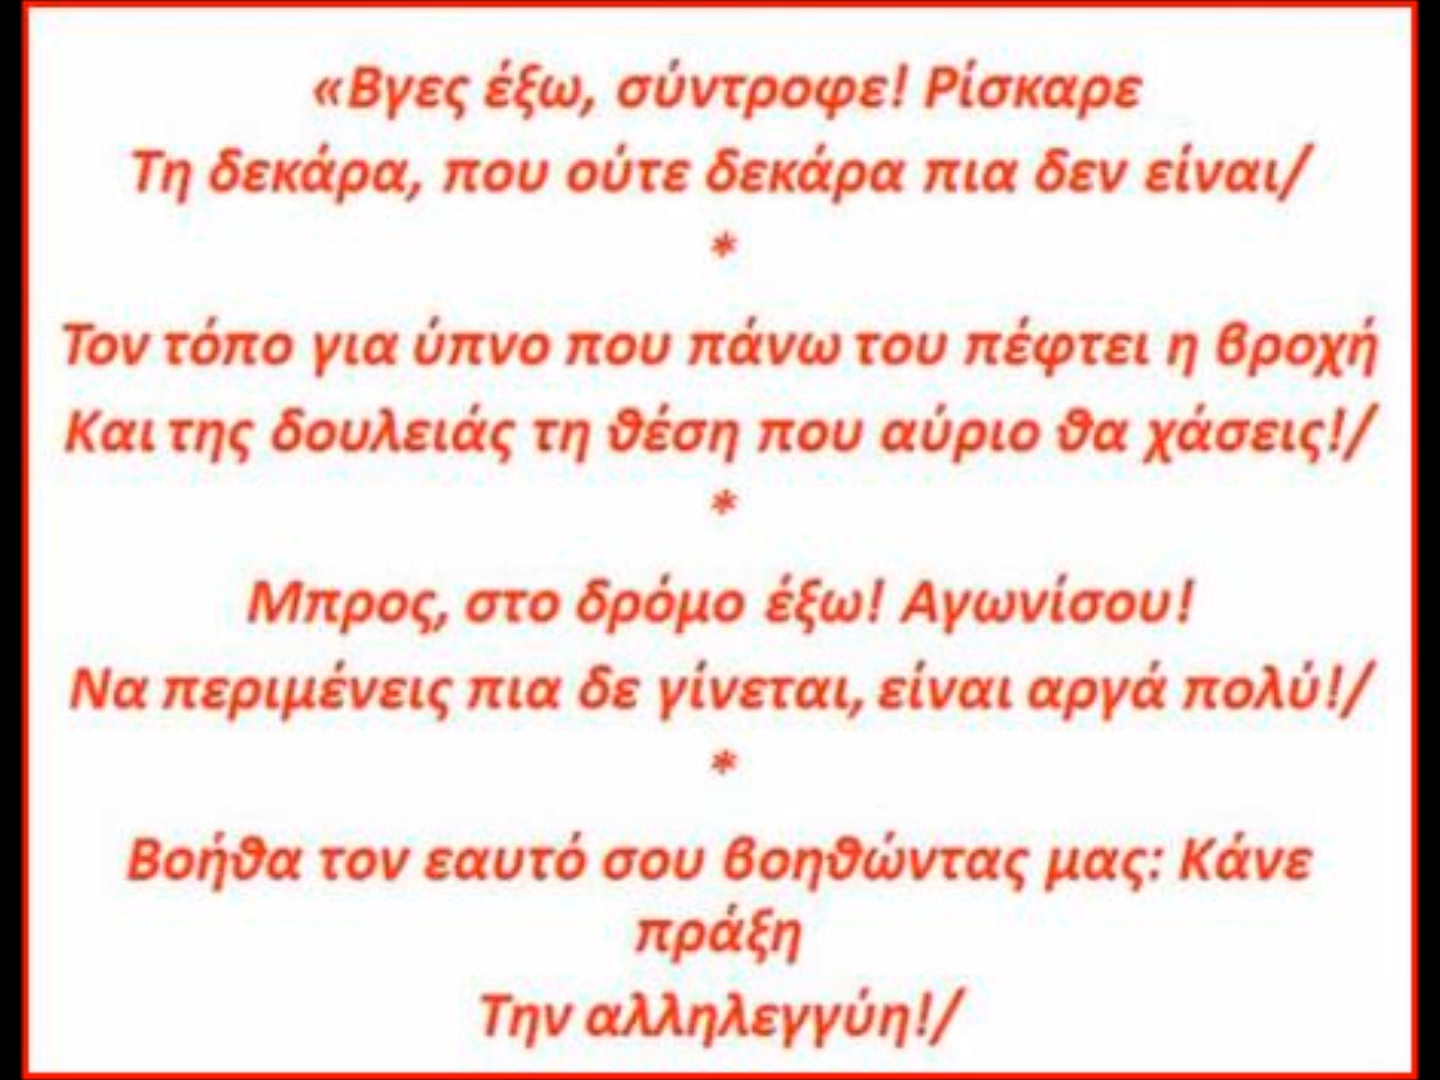 «Βγες έξω, σύντροφε! Ρίσκαρε
Τη δεκάρα, που ούτε δεκάρα πια δεν είναι/
*
Τον τόπο για ύπνο που πάνω του πέφτει η βροχή
Και της δουλειάς τη θέση που αύριο θα χάσεις!/
*
Μπρος, στο δρόμο έξω! Αγωνίσου!
Να περιμένεις πια δε γίνεται, είναι αργά πολύ!/
*
Βοήθα τον εαυτό σου βοηθώντας μας: Κάνε
πράξη
Την αλληλεγγύη!/